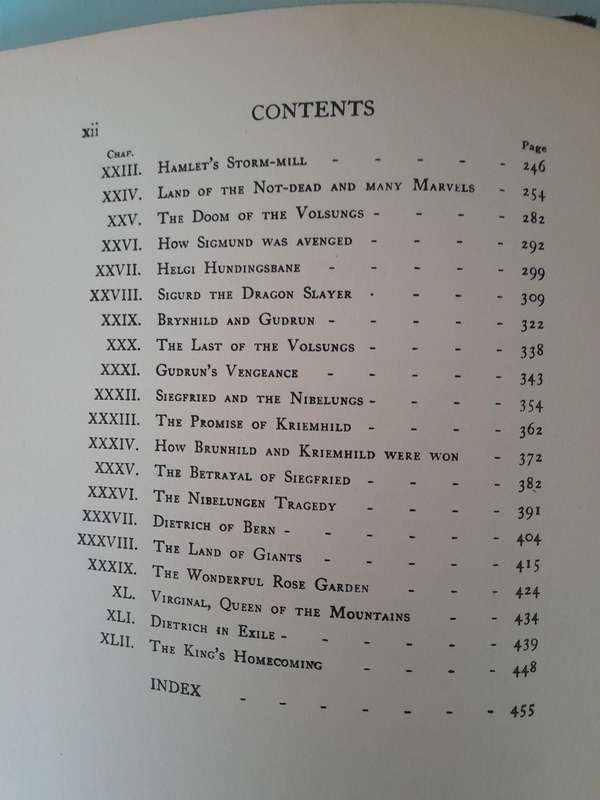 CONTENTS
xii
CHAP. Page
XXIII. HAMLET'S STORM-MILL - - - - - 246
XXIV. LAND OF THE NOT-DEAD AND MANY MARVELS - 254
XXV. THE DOOM OF THE VOLSUNGS - - - - 282
XXVI. HOW SIGMUND WAS AVENGED - - - - 292
XXVII. HELGI HUNDINGSBANE - - - - - 299
XXVIII. SIGURD THE DRAGON SLAYER - - - - 309
XXIX. BRYNHILD AND GUDRUN - - - - - 322
XXX. THE LAST OF THE VOLSUNGS - - - - 338
XXXI. GUDRUN'S VENGEANCE - - - - - 343
XXXII. SIEGFRIED AND THE NIBELUNGS - - - - 354
XXXIII. THE PROMISE OF KRIEMHILD - - - - 362
XXXIV. HOW BRUNHILD AND KRIEMHILD WERE WON - 372
XXXV. THE BETRAYAL OF SIEGFRIED - - - - 382
XXXVI. THE NIBELUNGEN TRAGEDY - - - - 391
XXXVII. DIETRICH OF BERN - - - - - - 404
XXXVIII. THE LAND OF GIANTS - - - - - 415
XXXIX. THE WONDERFUL ROSE GARDEN - - - 424
XL. VIRGINAL, QUEEN OF THE MOUNTAINS - - 434
XLI. DIETRICH IN EXILE - - - - - - 439
XLII. THE KING'S HOMECOMING - - - - 448
INDEX - - - - - - - 455